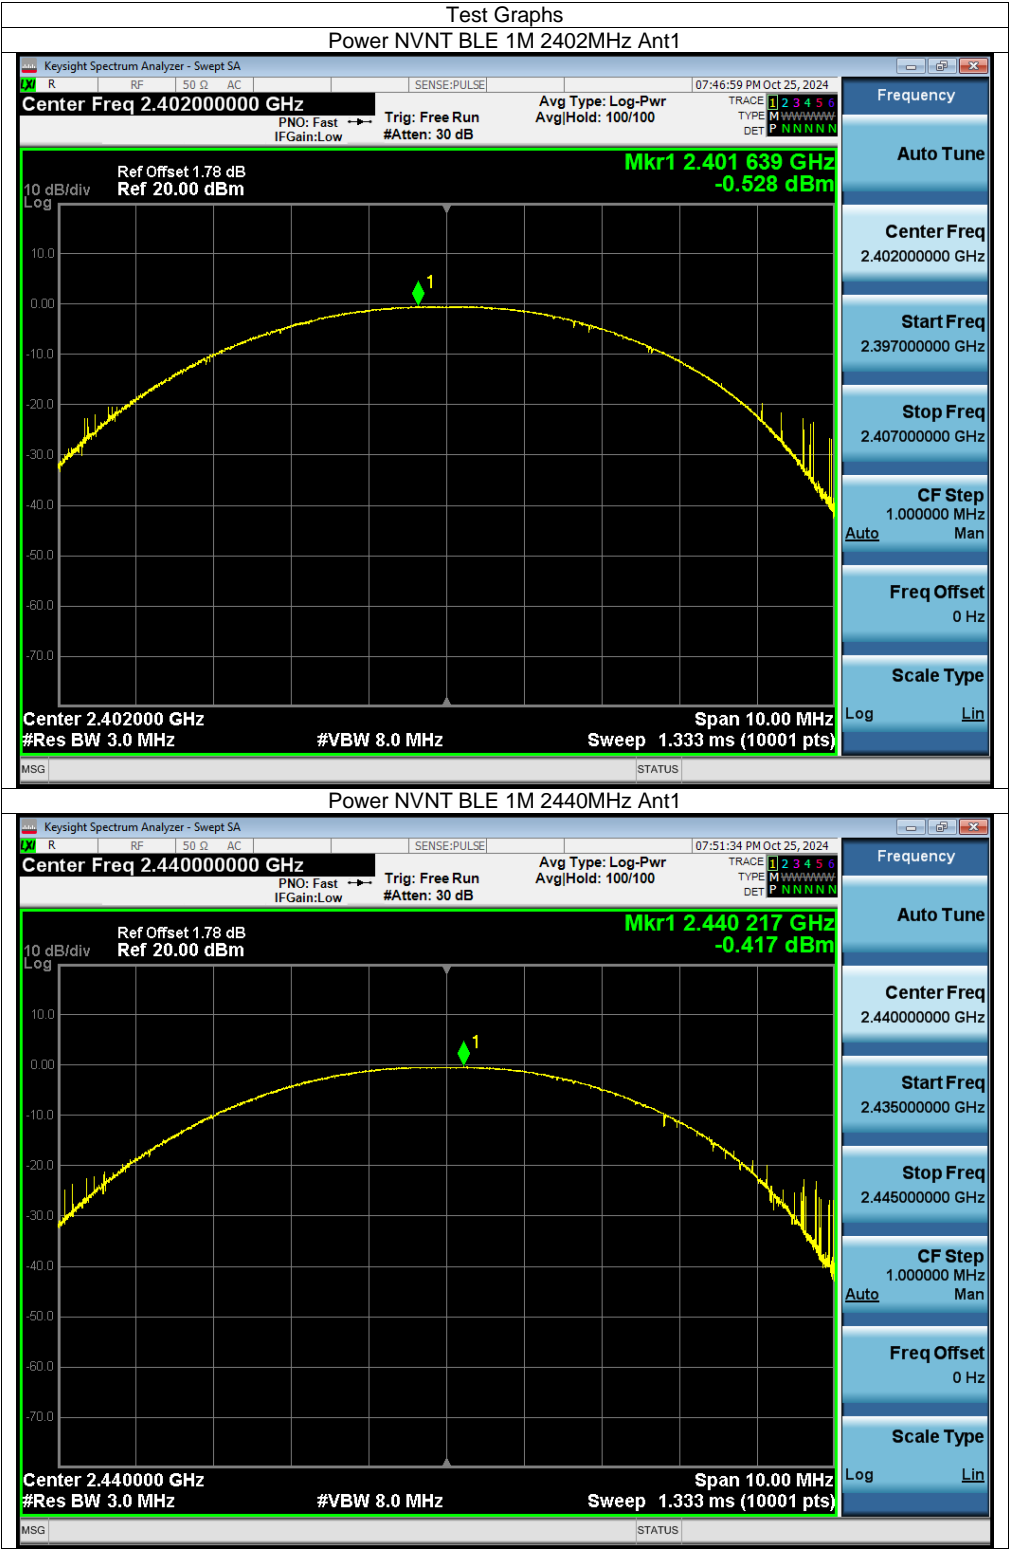 Test Graphs
Power NVNT BLE 1M 2402MHz Ant1
Keysight Spectrum Analyzer - Swept SA
LXI R RF 50 Ω AC SENSE:PULSE 07:46:59 PM Oct 25, 2024
Center Freq 2.402000000 GHz
PNO: Fast
IFGain:Low
Trig: Free Run
#Atten: 30 dB
Avg Type: Log-Pwr
Avg|Hold: 100/100
TRACE 1 2 3 4 5 6
TYPE M WWWWW
DET P N N N N N
Frequency
Auto Tune
Center Freq
2.402000000 GHz
Start Freq
2.397000000 GHz
Stop Freq
2.407000000 GHz
CF Step
1.000000 MHz
Auto Man
Freq Offset
0 Hz
Scale Type
Log Lin
Mkr1 2.401 639 GHz
-0.528 dBm
Ref Offset 1.78 dB
10 dB/div Ref 20.00 dBm
Log
10.0
0.00
-10.0
-20.0
-30.0
-40.0
-50.0
-60.0
-70.0
1
Center 2.402000 GHz Span 10.00 MHz
#Res BW 3.0 MHz #VBW 8.0 MHz Sweep 1.333 ms (10001 pts)
MSG STATUS
Power NVNT BLE 1M 2440MHz Ant1
Keysight Spectrum Analyzer - Swept SA
LXI R RF 50 Ω AC SENSE:PULSE 07:51:34 PM Oct 25, 2024
Center Freq 2.440000000 GHz
PNO: Fast
IFGain:Low
Trig: Free Run
#Atten: 30 dB
Avg Type: Log-Pwr
Avg|Hold: 100/100
TRACE 1 2 3 4 5 6
TYPE M WWWWW
DET P N N N N N
Frequency
Auto Tune
Center Freq
2.440000000 GHz
Start Freq
2.435000000 GHz
Stop Freq
2.445000000 GHz
CF Step
1.000000 MHz
Auto Man
Freq Offset
0 Hz
Scale Type
Log Lin
Mkr1 2.440 217 GHz
-0.417 dBm
Ref Offset 1.78 dB
10 dB/div Ref 20.00 dBm
Log
10.0
0.00
-10.0
-20.0
-30.0
-40.0
-50.0
-60.0
-70.0
1
Center 2.440000 GHz Span 10.00 MHz
#Res BW 3.0 MHz #VBW 8.0 MHz Sweep 1.333 ms (10001 pts)
MSG STATUS